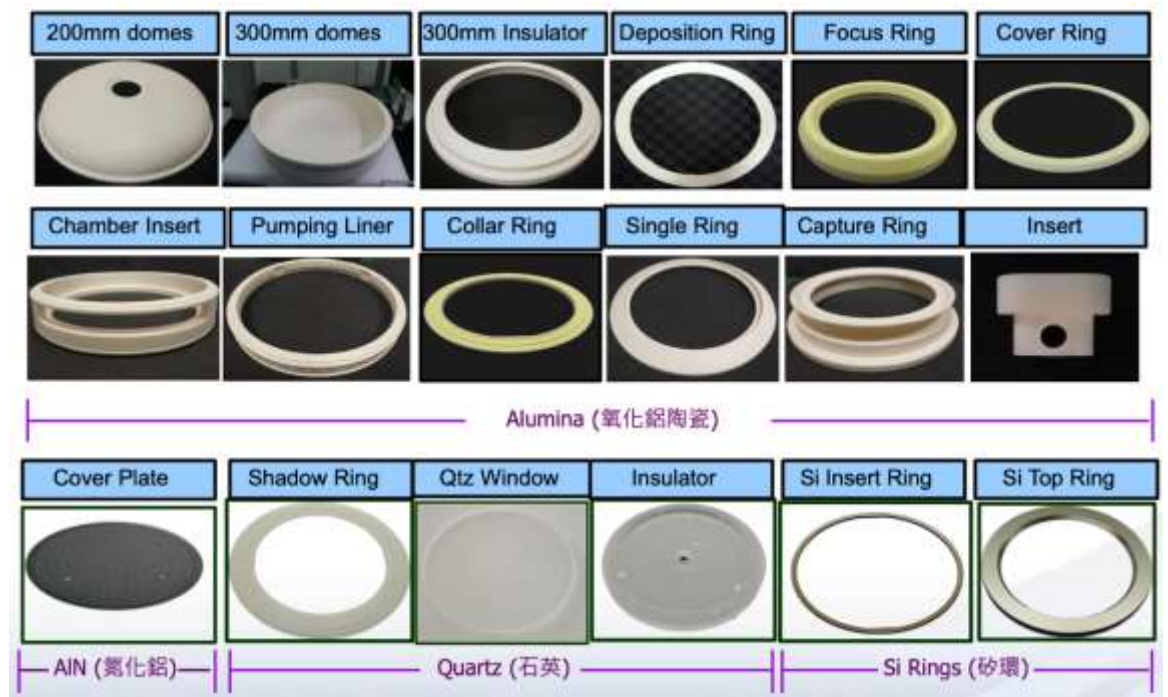 200mm domes
300mm domes
300mm Insulator
Deposition Ring
Focus Ring
Cover Ring
Chamber Insert
Pumping Liner
Collar Ring
Single Ring
Capture Ring
Insert
Alumina (氧化鋁陶瓷)
Cover Plate
Shadow Ring
Qtz Window
Insulator
Si Insert Ring
Si Top Ring
AlN (氮化鋁)
Quartz (石英)
Si Rings (矽環)